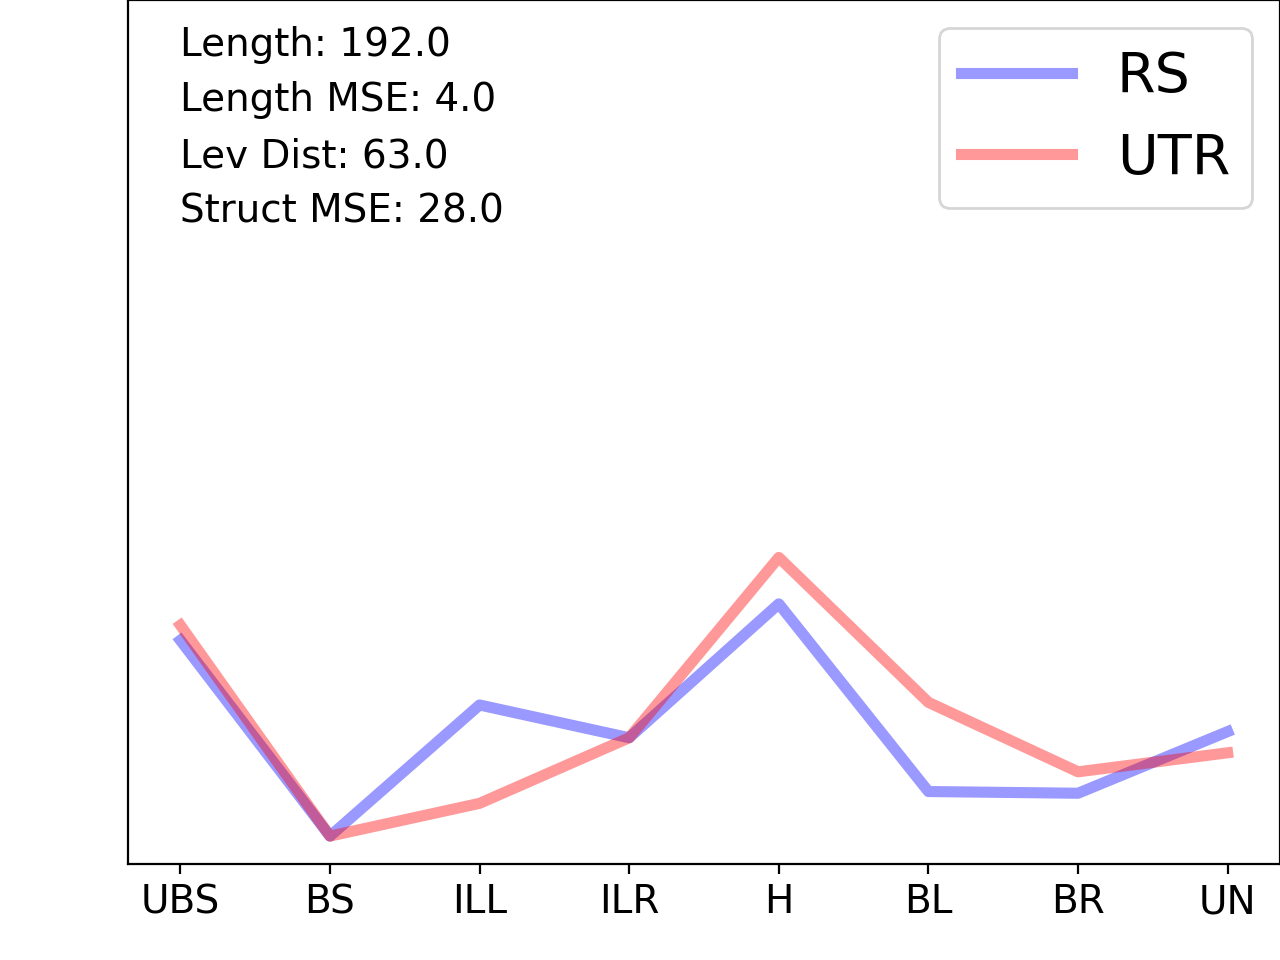 Length: 192.0
Length MSE: 4.0
Lev Dist: 63.0
Struct MSE: 28.0
RS
UTR
UBS BS ILL ILR H BL BR UN